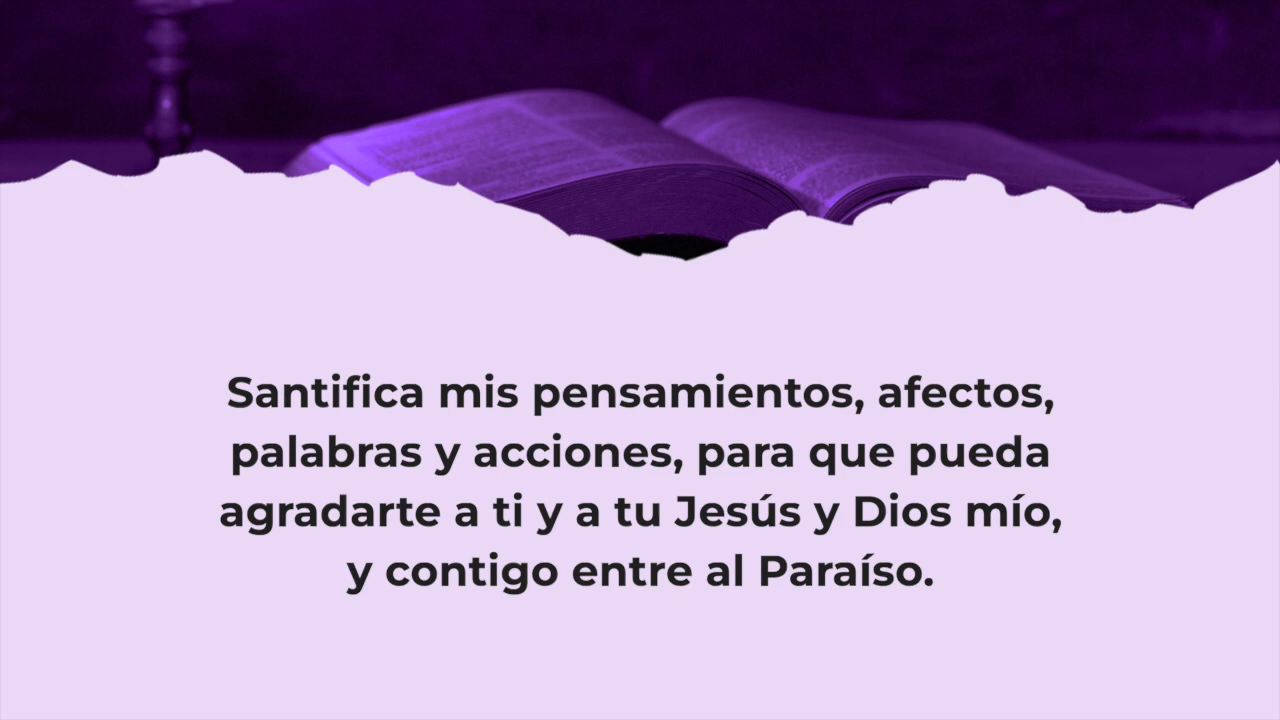 Santifica mis pensamientos, afectos,
palabras y acciones, para que pueda
agradarte a ti y a tu Jesús y Dios mío,
y contigo entre al Paraíso.